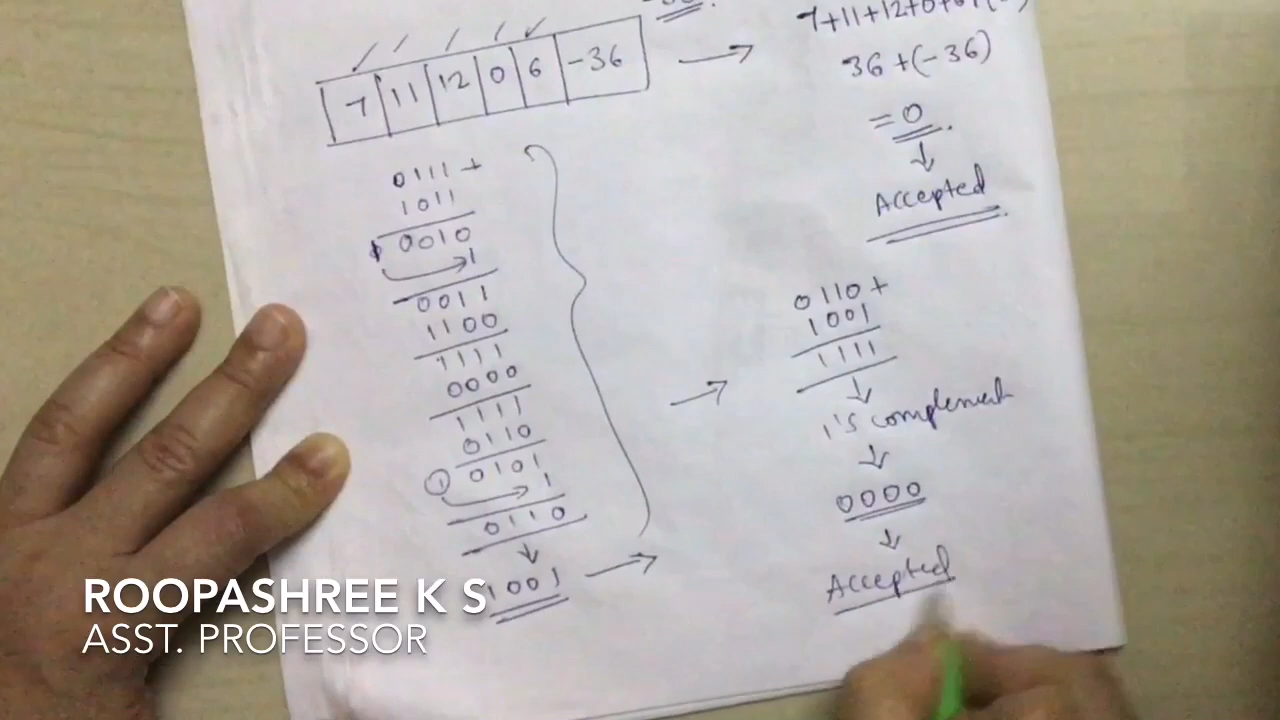 7 11 12 0 6 -36
0111 +
1011
0010
1
0011
1100
1111
0000
1111
0110
1 0101
1
0110
1001
36 + (-36)
= 0
Accepted
0110 +
1001
1111
1's complement
0000
Accepted
ROOPASHREE K S
ASST. PROFESSOR